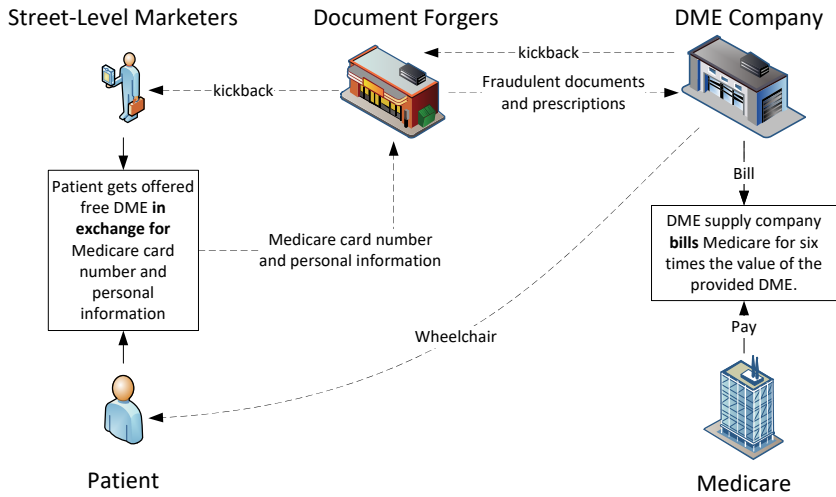 Street-Level Marketers
Document Forgers
DME Company
kickback
kickback
Fraudulent documents
and prescriptions
Patient gets offered
free DME in
exchange for
Medicare card
number and
personal
information
Medicare card number
and personal information
Bill
DME supply company
bills Medicare for six
times the value of the
provided DME.
Wheelchair
Pay
Patient
Medicare